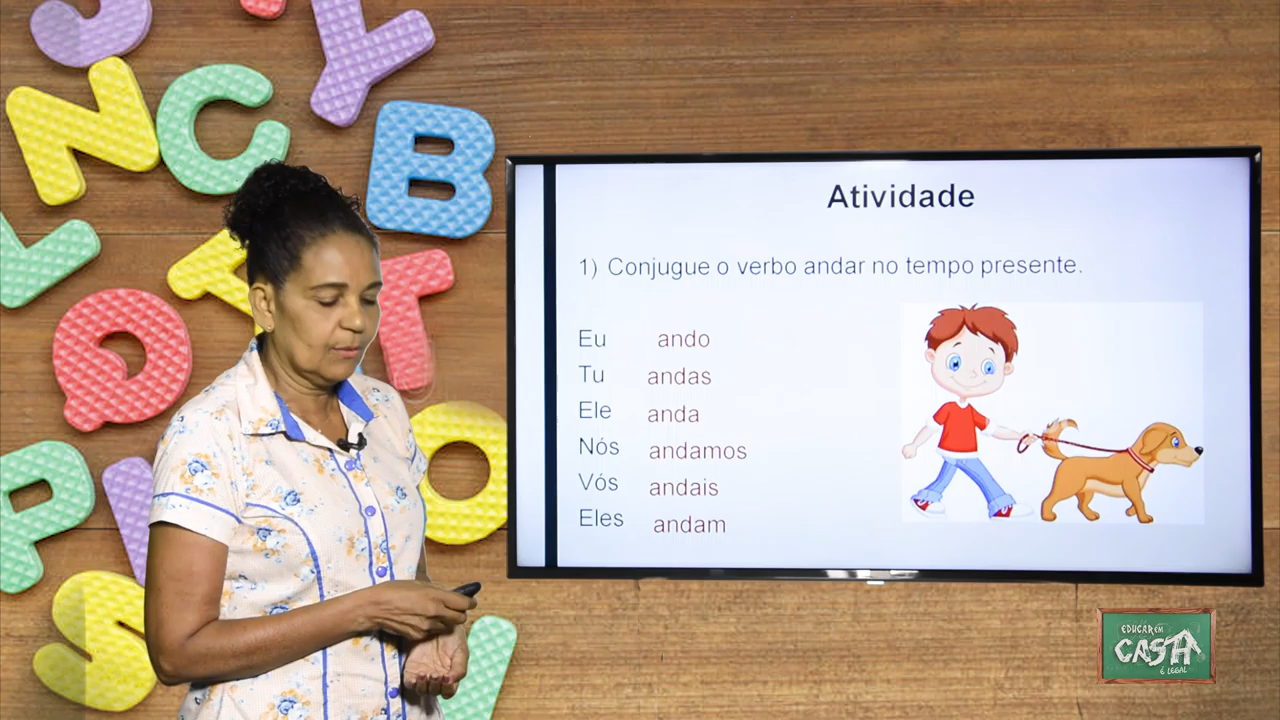 Atividade
1) Conjugue o verbo andar no tempo presente.
Eu ando
Tu andas
Ele anda
Nós andamos
Vós andais
Eles andam
J Y
N C B
L A T
Q
P I O
S
EDUCAR EM
CASA
É LEGAL